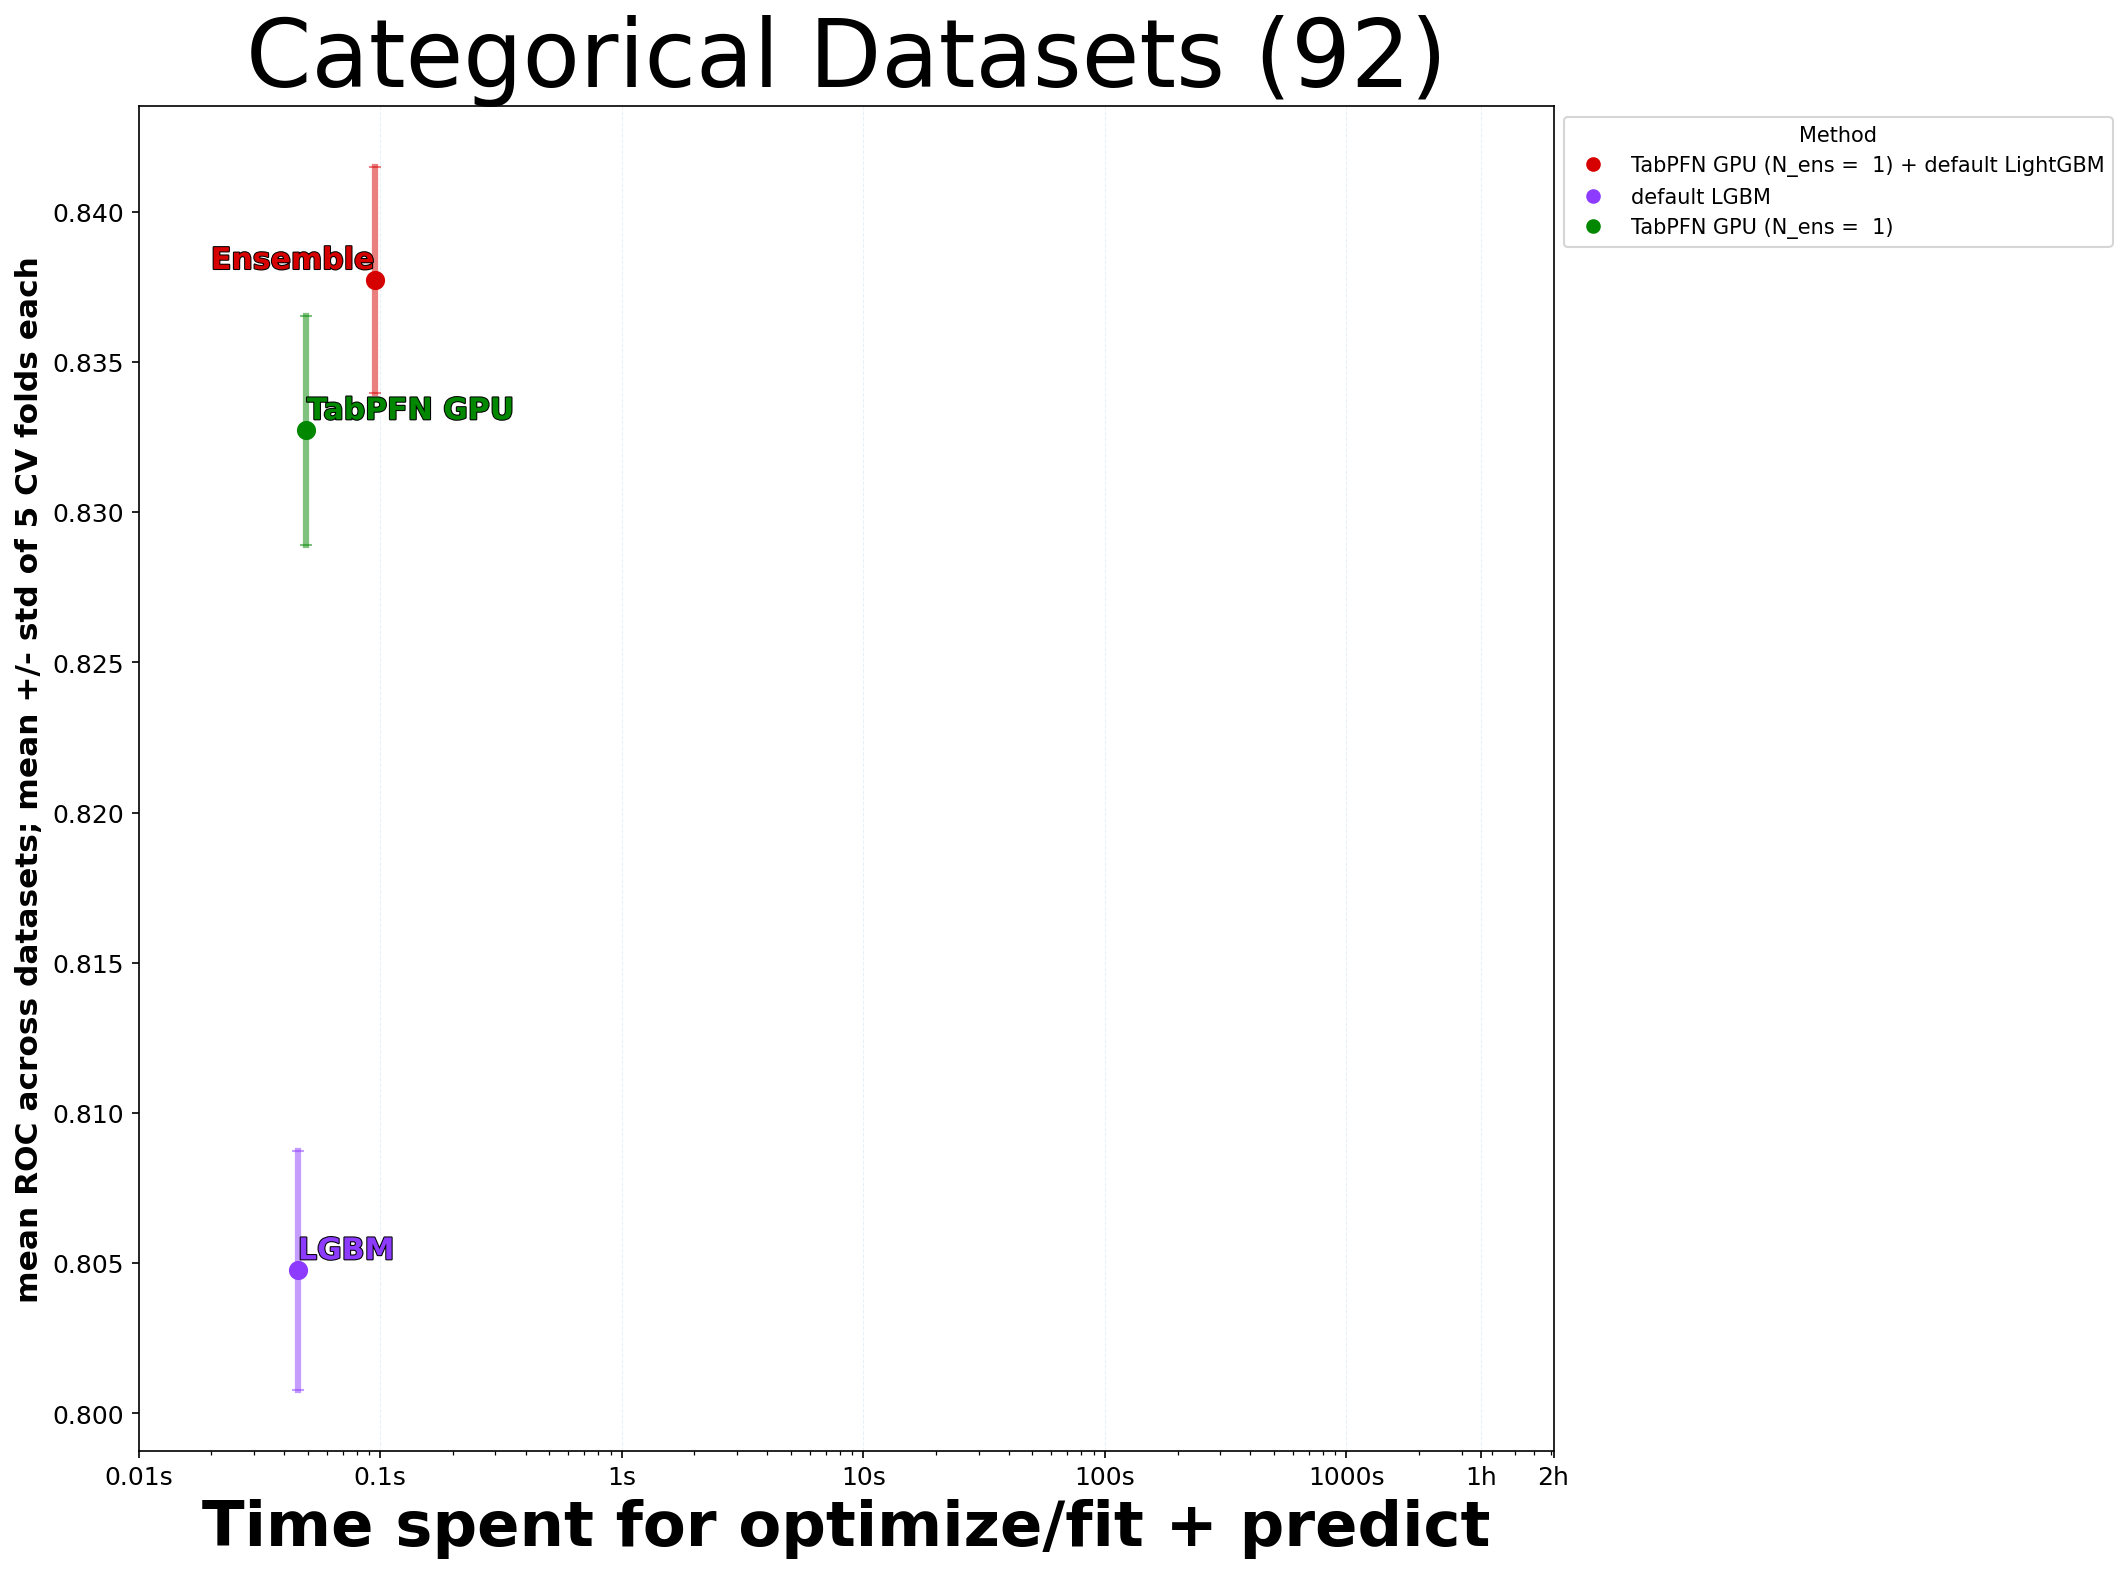 Categorical Datasets (92)
mean ROC across datasets; mean +/- std of 5 CV folds each
0.840
0.835
0.830
0.825
0.820
0.815
0.810
0.805
0.800
Ensemble
TabPFN GPU
LGBM
0.01s 0.1s 1s 10s 100s 1000s 1h 2h
Time spent for optimize/fit + predict
Method
TabPFN GPU (N_ens =  1) + default LightGBM
default LGBM
TabPFN GPU (N_ens =  1)